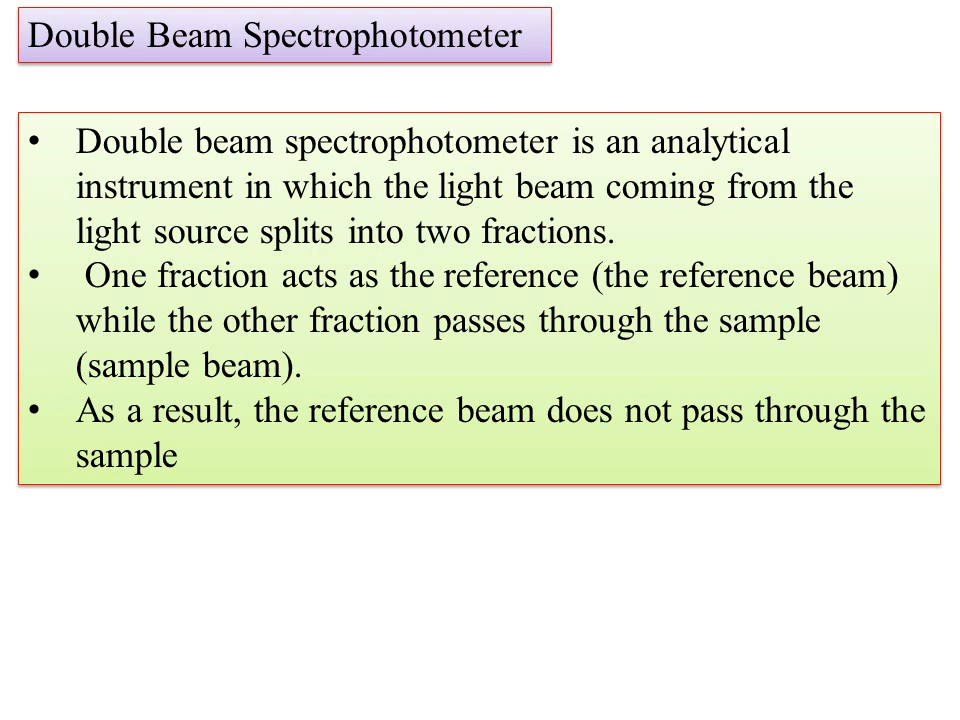 Double Beam Spectrophotometer
• Double beam spectrophotometer is an analytical
instrument in which the light beam coming from the
light source splits into two fractions.
• One fraction acts as the reference (the reference beam)
while the other fraction passes through the sample
(sample beam).
• As a result, the reference beam does not pass through the
sample